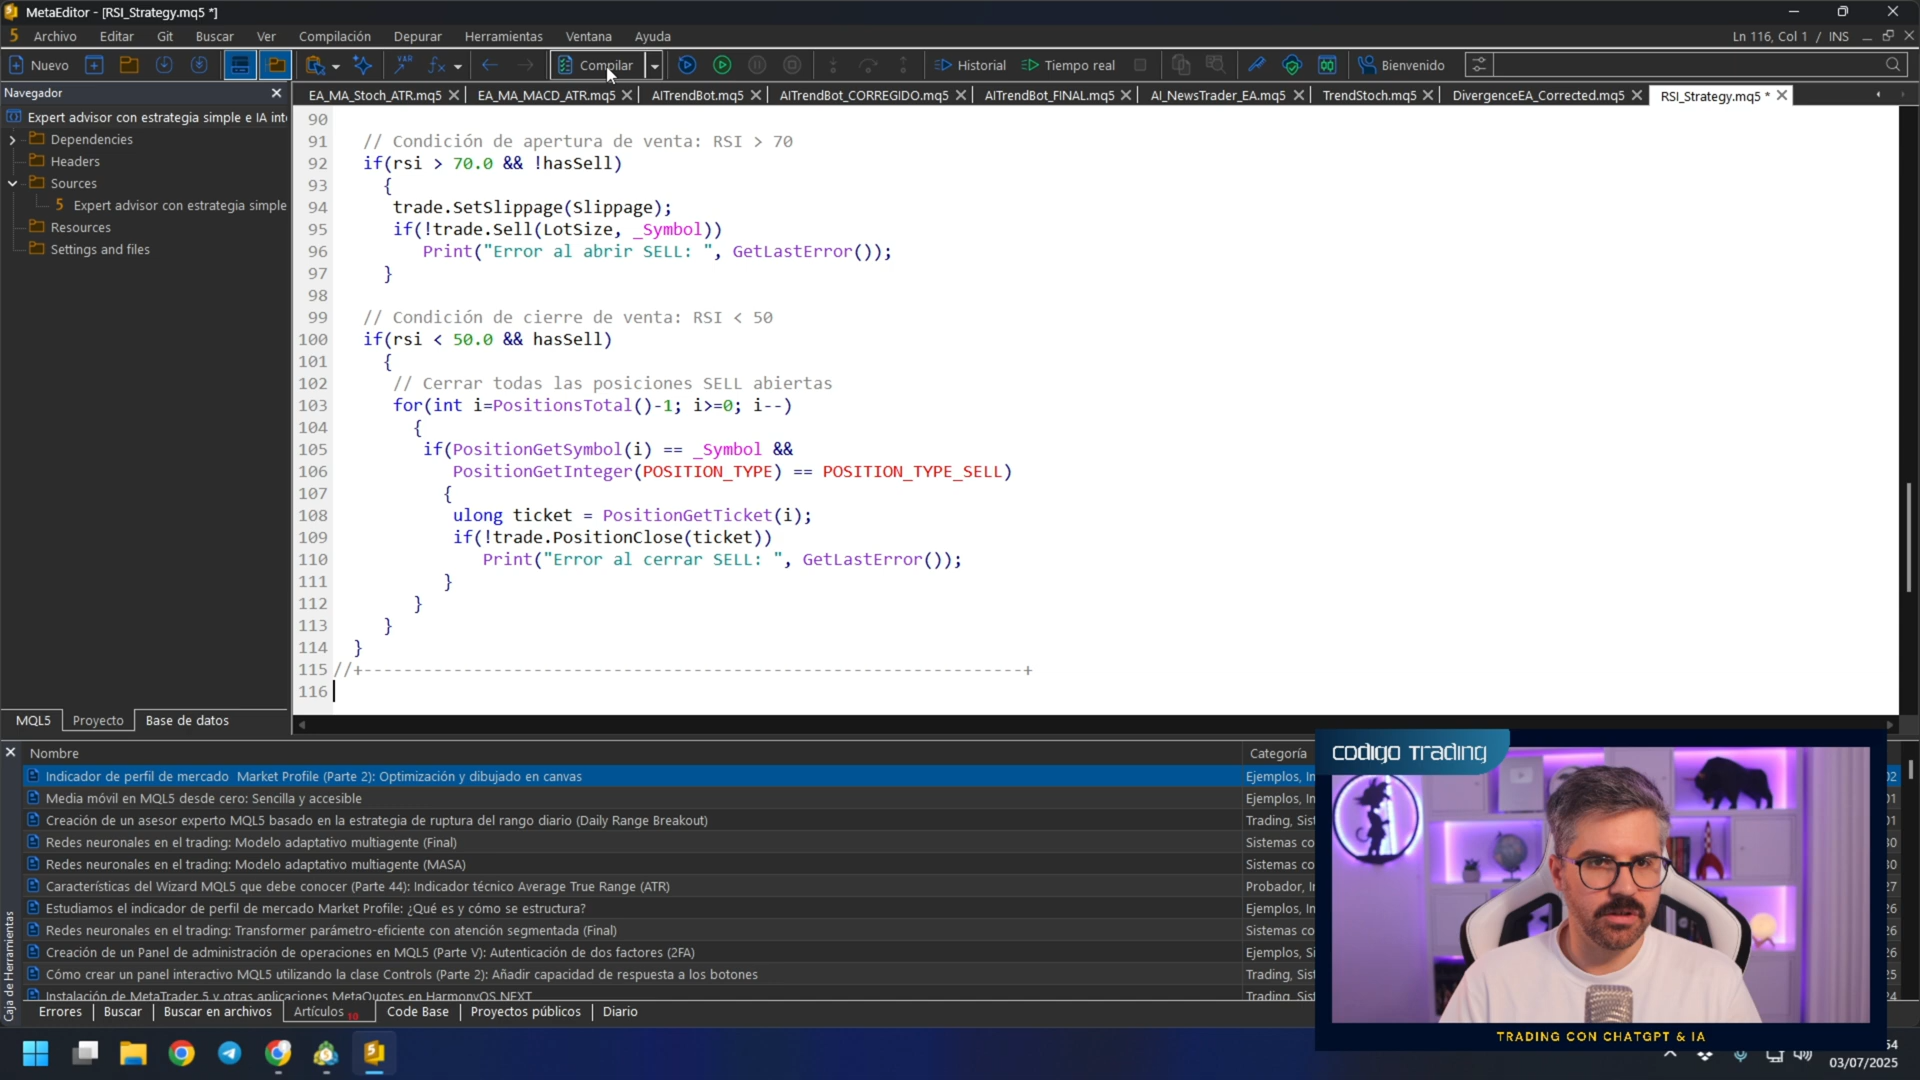 MetaEditor - [RSI_Strategy.mq5 *]
Archivo Editar Git Buscar Ver Compilación Depurar Herramientas Ventana Ayuda
Ln 116, Col 1 / INS
Nuevo
VAR
Compilar
Historial
Tiempo real
Bienvenido
Navegador
EA_MA_Stoch_ATR.mq5
EA_MA_MACD_ATR.mq5
AITrendBot.mq5
AITrendBot_CORREGIDO.mq5
AITrendBot_FINAL.mq5
AI_NewsTrader_EA.mq5
TrendStoch.mq5
DivergenceEA_Corrected.mq5
RSI_Strategy.mq5 *
Expert advisor con estrategia simple e IA
Dependencies
Headers
Sources
Expert advisor con estrategia simple
Resources
Settings and files
MQL5
Proyecto
Base de datos
90
91 // Condición de apertura de venta: RSI > 70
92 if(rsi > 70.0 && !hasSell)
93 {
94 trade.SetSlippage(Slippage);
95 if(!trade.Sell(LotSize, _Symbol))
96 Print("Error al abrir SELL: ", GetLastError());
97 }
98
99 // Condición de cierre de venta: RSI < 50
100 if(rsi < 50.0 && hasSell)
101 {
102 // Cerrar todas las posiciones SELL abiertas
103 for(int i=PositionsTotal()-1; i>=0; i--)
104 {
105 if(PositionGetSymbol(i) == _Symbol &&
106 PositionGetInteger(POSITION_TYPE) == POSITION_TYPE_SELL)
107 {
108 ulong ticket = PositionGetTicket(i);
109 if(!trade.PositionClose(ticket))
110 Print("Error al cerrar SELL: ", GetLastError());
111 }
112 }
113 }
114 }
115 //+------------------------------------------------------------------+
116
Nombre Categoría
Indicador de perfil de mercado Market Profile (Parte 2): Optimización y dibujado en canvas Ejemplos,
Media móvil en MQL5 desde cero: Sencilla y accesible Ejemplos,
Creación de un asesor experto MQL5 basado en la estrategia de ruptura del rango diario (Daily Range Breakout) Trading,
Redes neuronales en el trading: Modelo adaptativo multiagente (Final) Sistemas
Redes neuronales en el trading: Modelo adaptativo multiagente (MASA) Sistemas
Características del Wizard MQL5 que debe conocer (Parte 44): Indicador técnico Average True Range (ATR) Probador,
Estudiamos el indicador de perfil de mercado Market Profile: ¿Qué es y cómo se estructura? Ejemplos,
Redes neuronales en el trading: Transformer parámetro-eficiente con atención segmentada (Final) Sistemas
Creación de un Panel de administración de operaciones en MQL5 (Parte V): Autenticación de dos factores (2FA) Ejemplos,
Cómo crear un panel interactivo MQL5 utilizando la clase Controls (Parte 2): Añadir capacidad de respuesta a los botones Trading,
Instalación de MetaTrader 5 y otras aplicaciones MetaQuotes en HarmonyOS NEXT Trading
Caja de Herramientas
Errores
Buscar
Buscar en archivos
Artículos 10
Code Base
Proyectos públicos
Diario
codigo Trading
TRADING CON CHATGPT & IA
03/07/2025